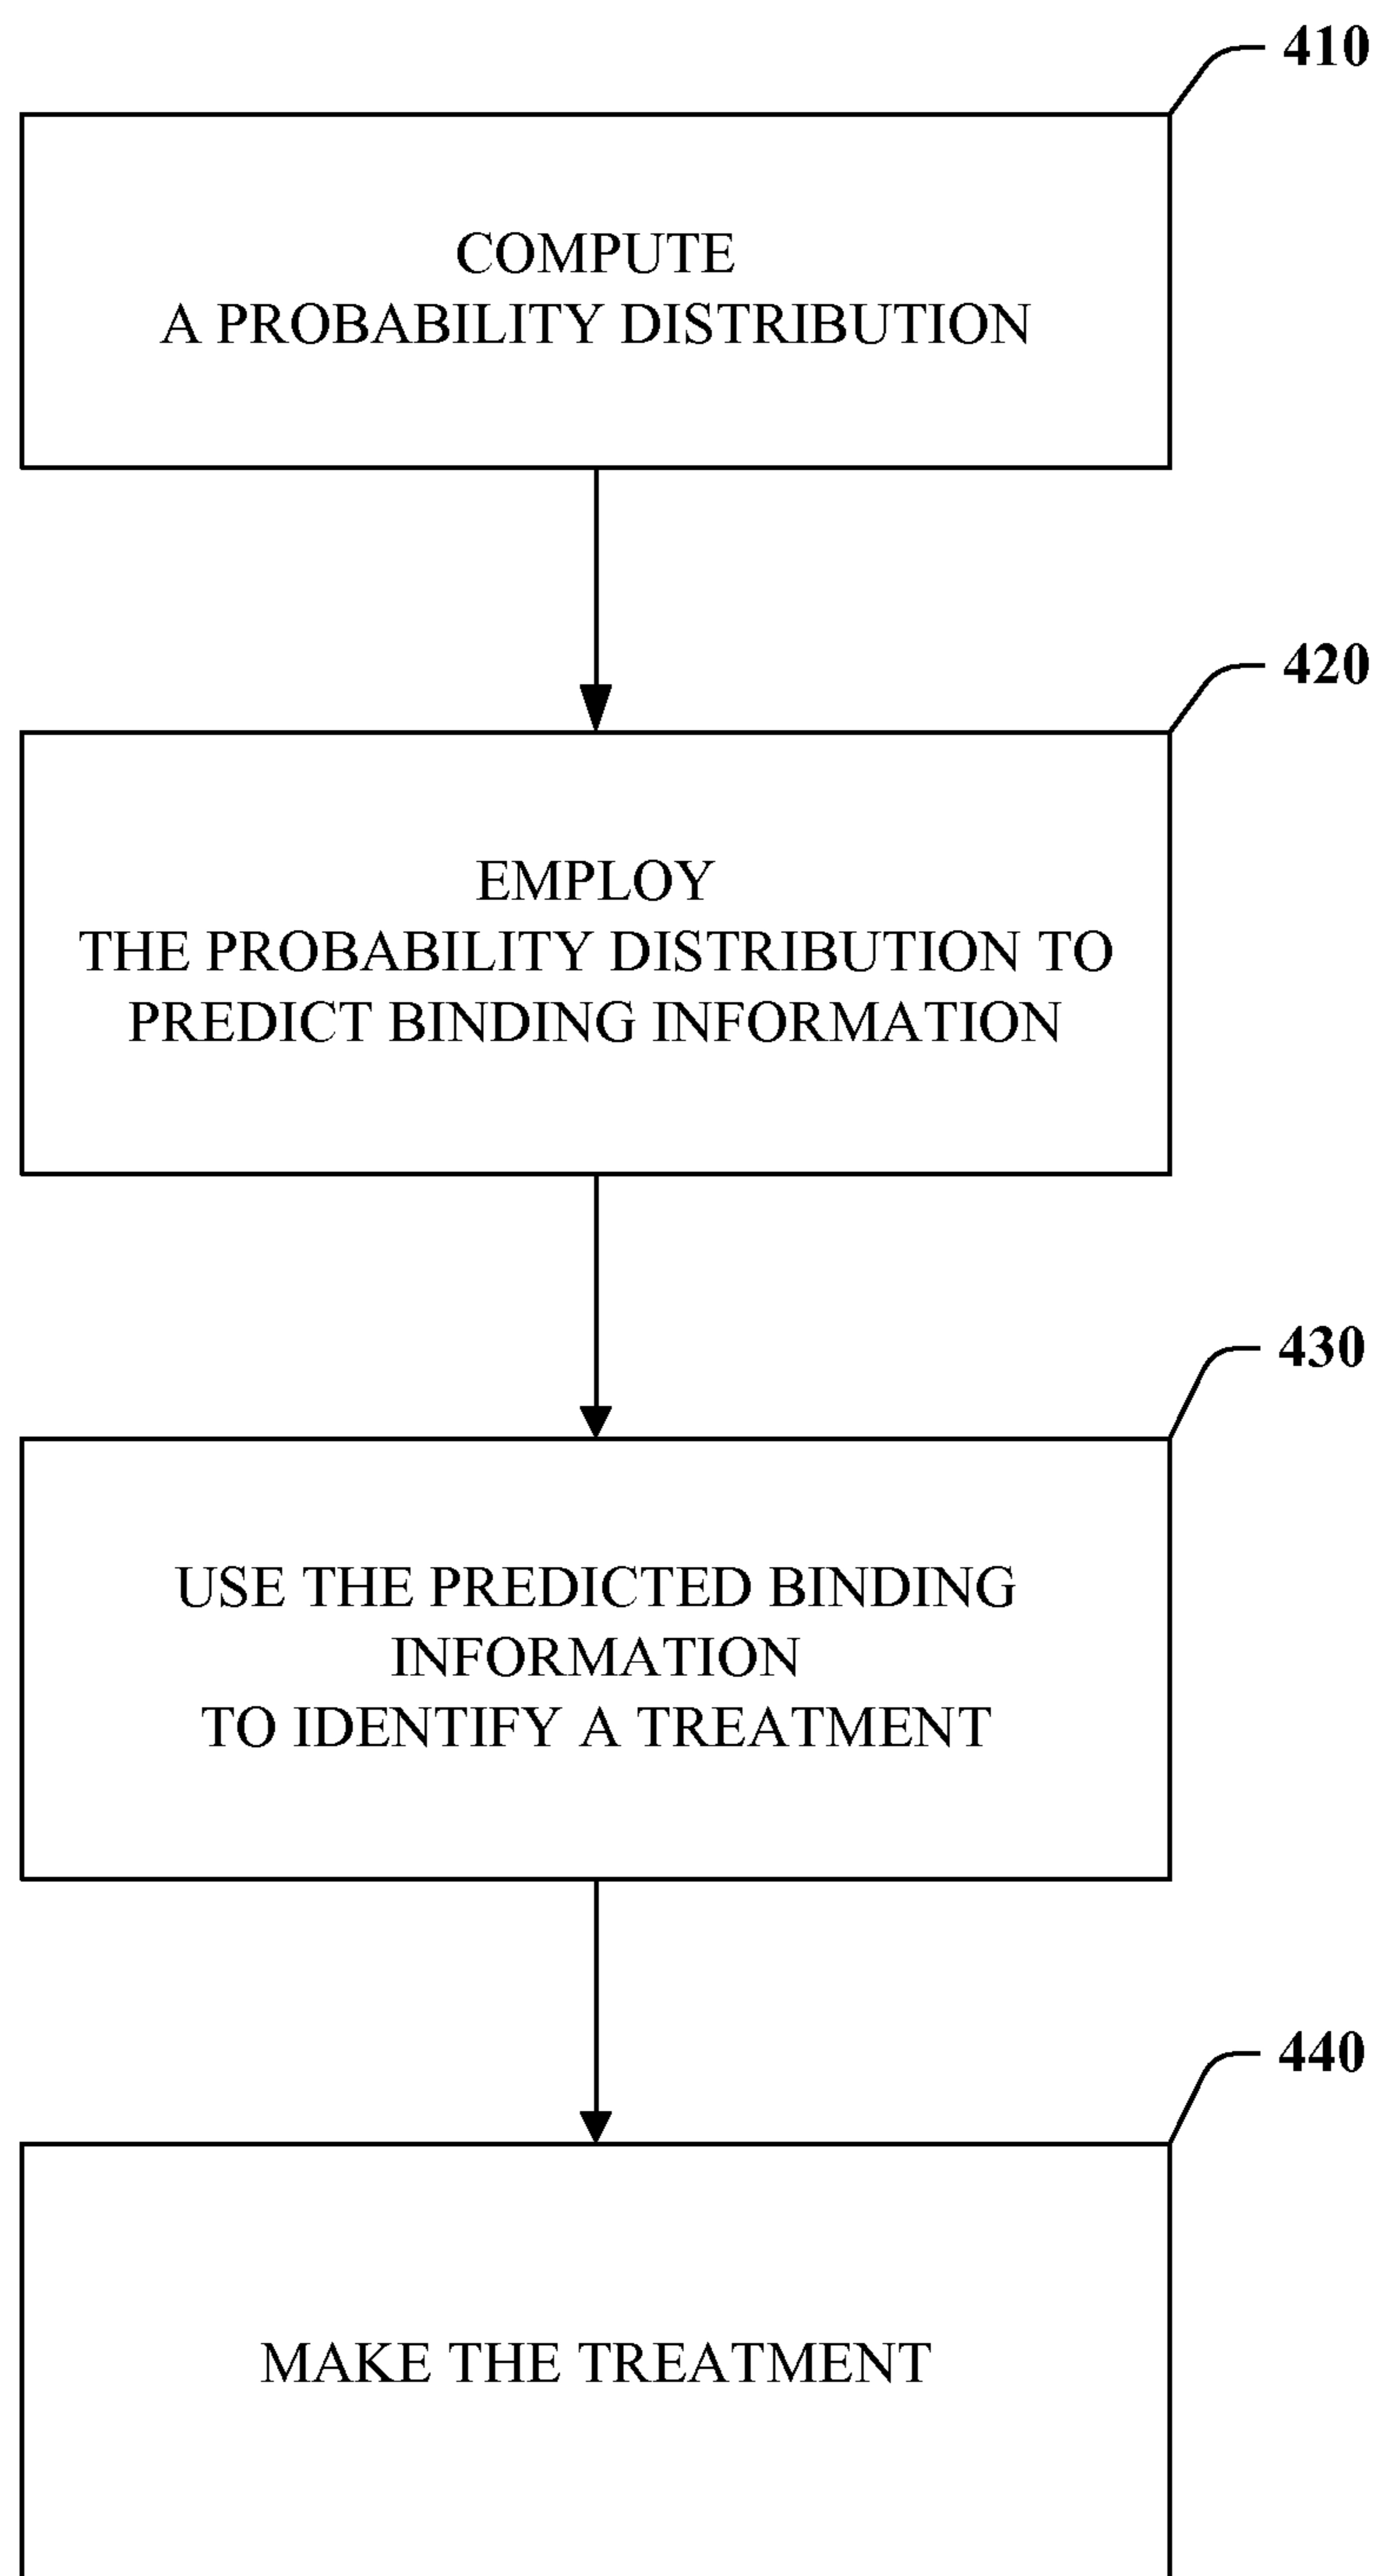 410
COMPUTE
A PROBABILITY DISTRIBUTION
420
EMPLOY
THE PROBABILITY DISTRIBUTION TO
PREDICT BINDING INFORMATION
430
USE THE PREDICTED BINDING
INFORMATION
TO IDENTIFY A TREATMENT
440
MAKE THE TREATMENT